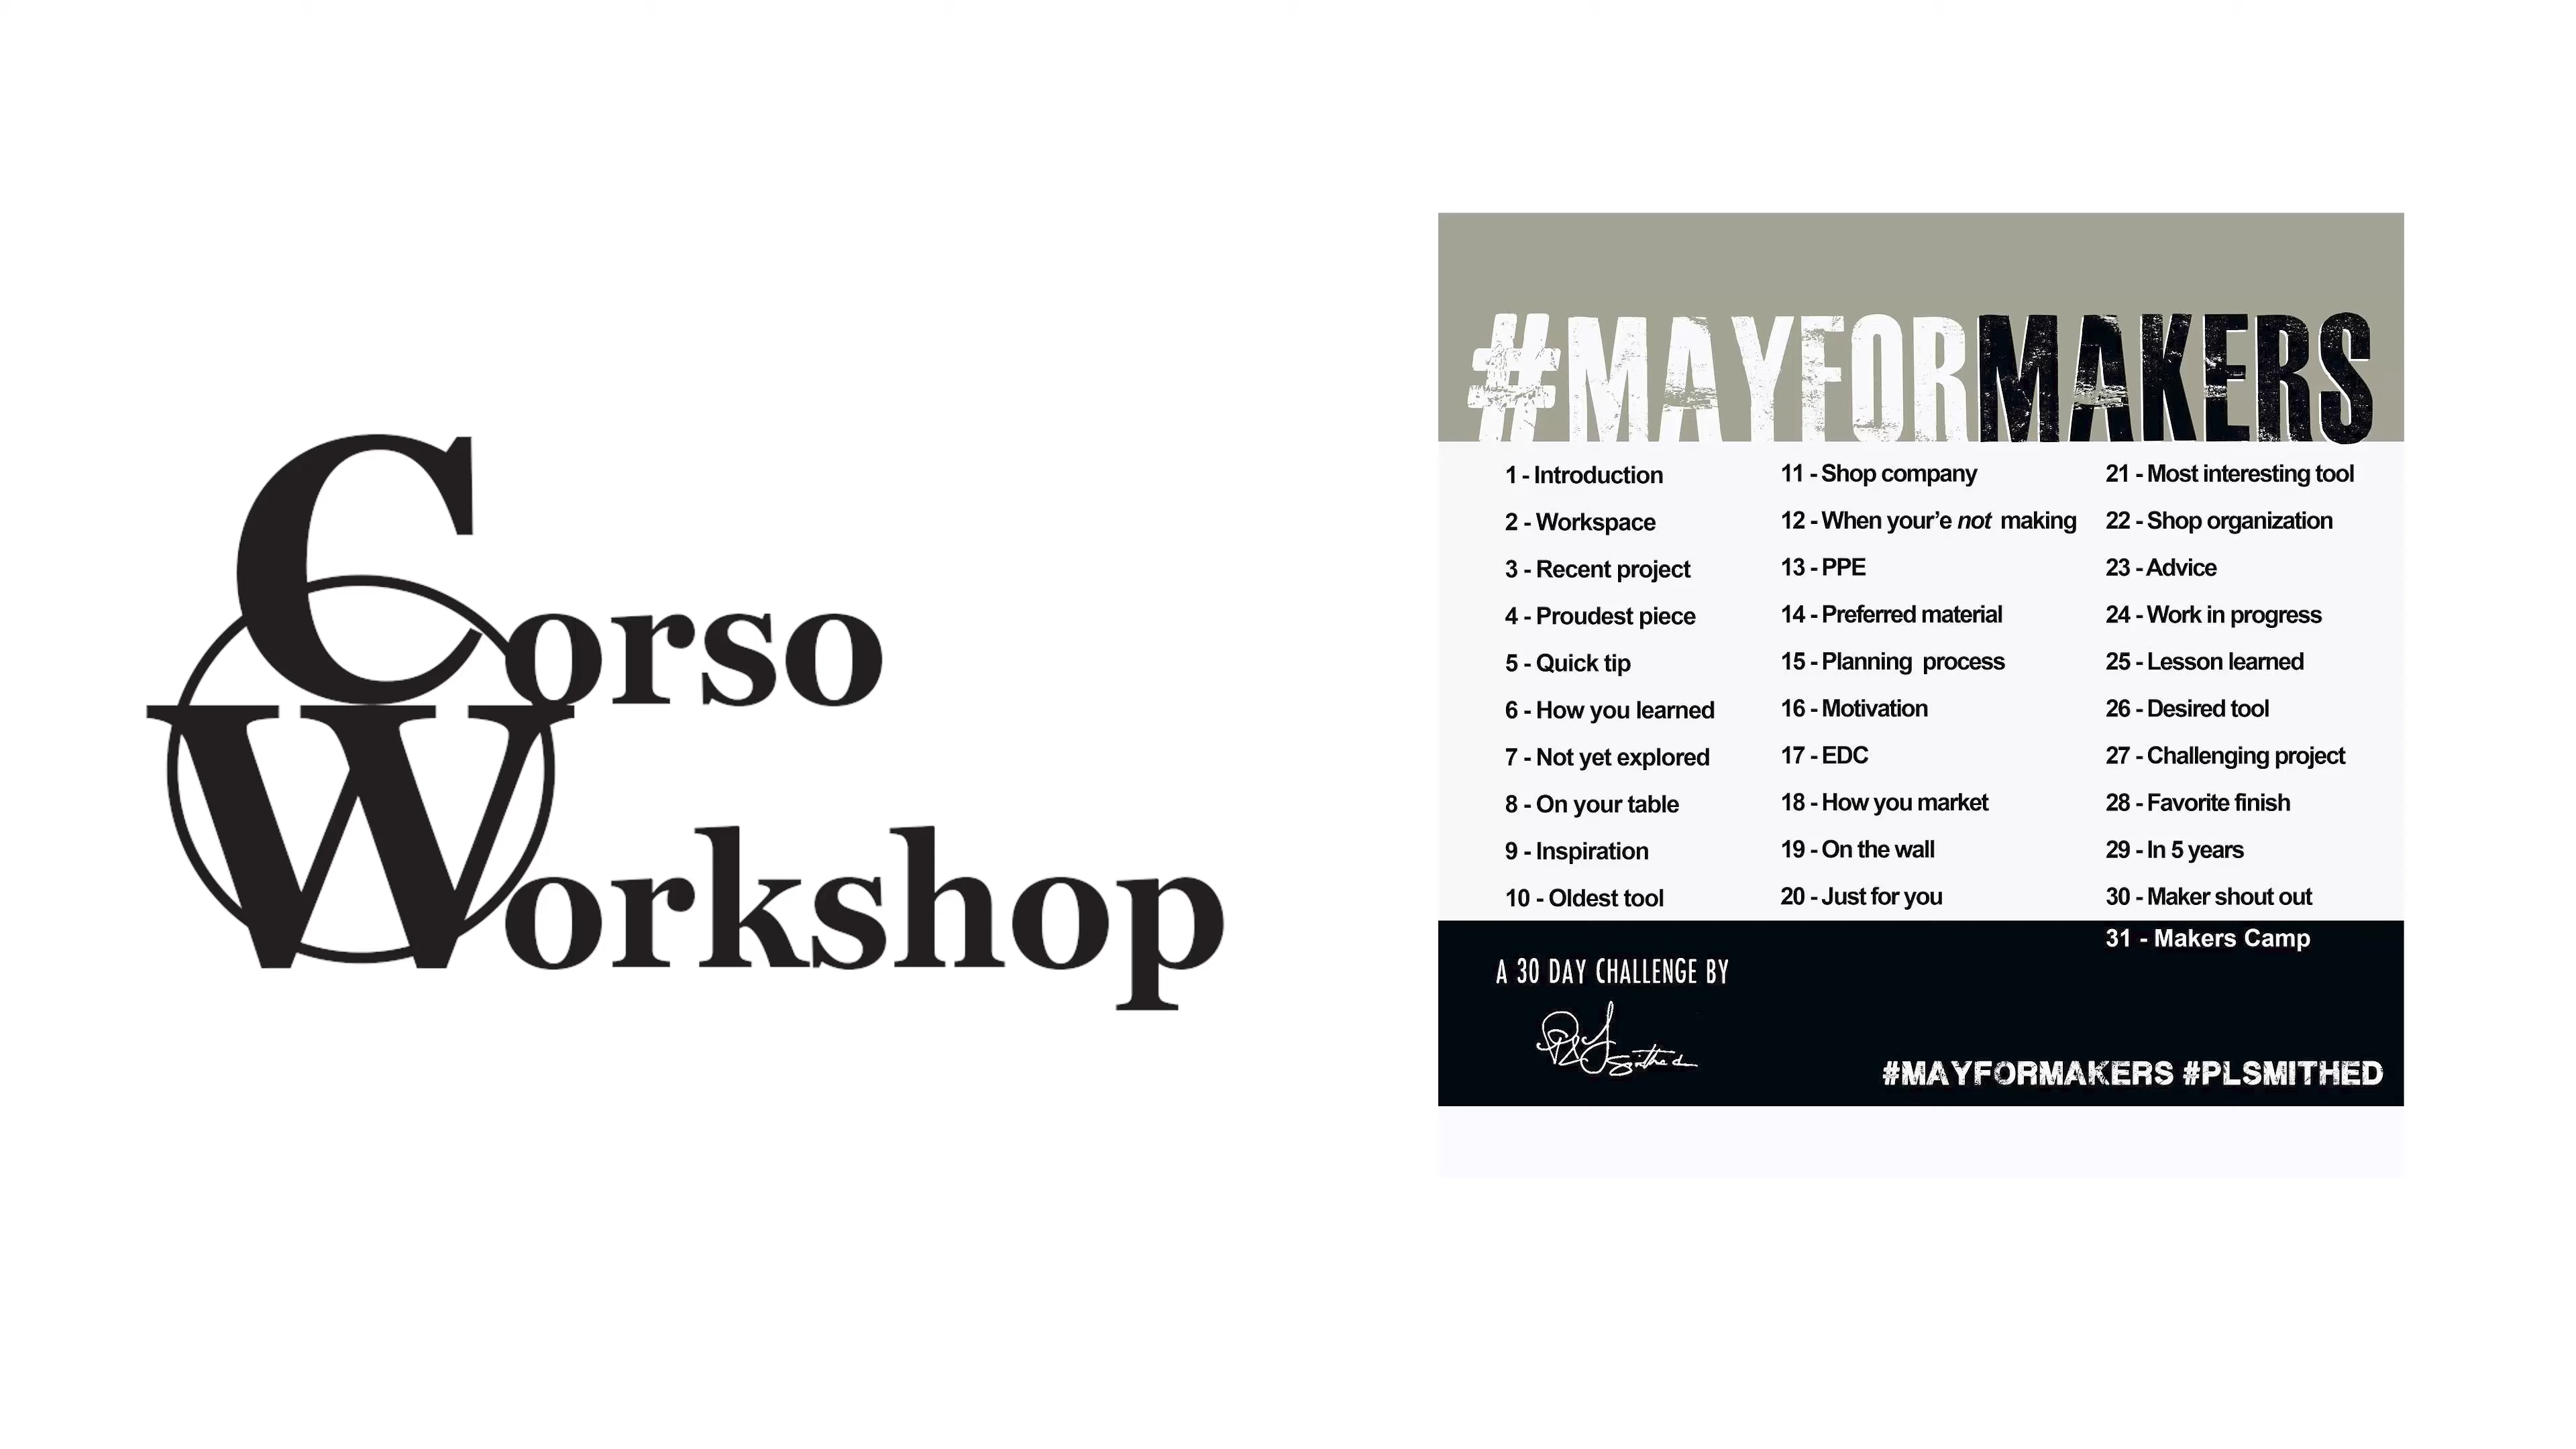 Corso
Workshop
#MAYFORMAKERS
1 - Introduction
2 - Workspace
3 - Recent project
4 - Proudest piece
5 - Quick tip
6 - How you learned
7 - Not yet explored
8 - On your table
9 - Inspiration
10 - Oldest tool
11 - Shop company
12 - When your'e not making
13 - PPE
14 - Preferred material
15 - Planning process
16 - Motivation
17 - EDC
18 - How you market
19 - On the wall
20 - Just for you
21 - Most interesting tool
22 - Shop organization
23 - Advice
24 - Work in progress
25 - Lesson learned
26 - Desired tool
27 - Challenging project
28 - Favorite finish
29 - In 5 years
30 - Maker shout out
31 - Makers Camp
A 30 DAY CHALLENGE BY
#MAYFORMAKERS #PLSMITHED